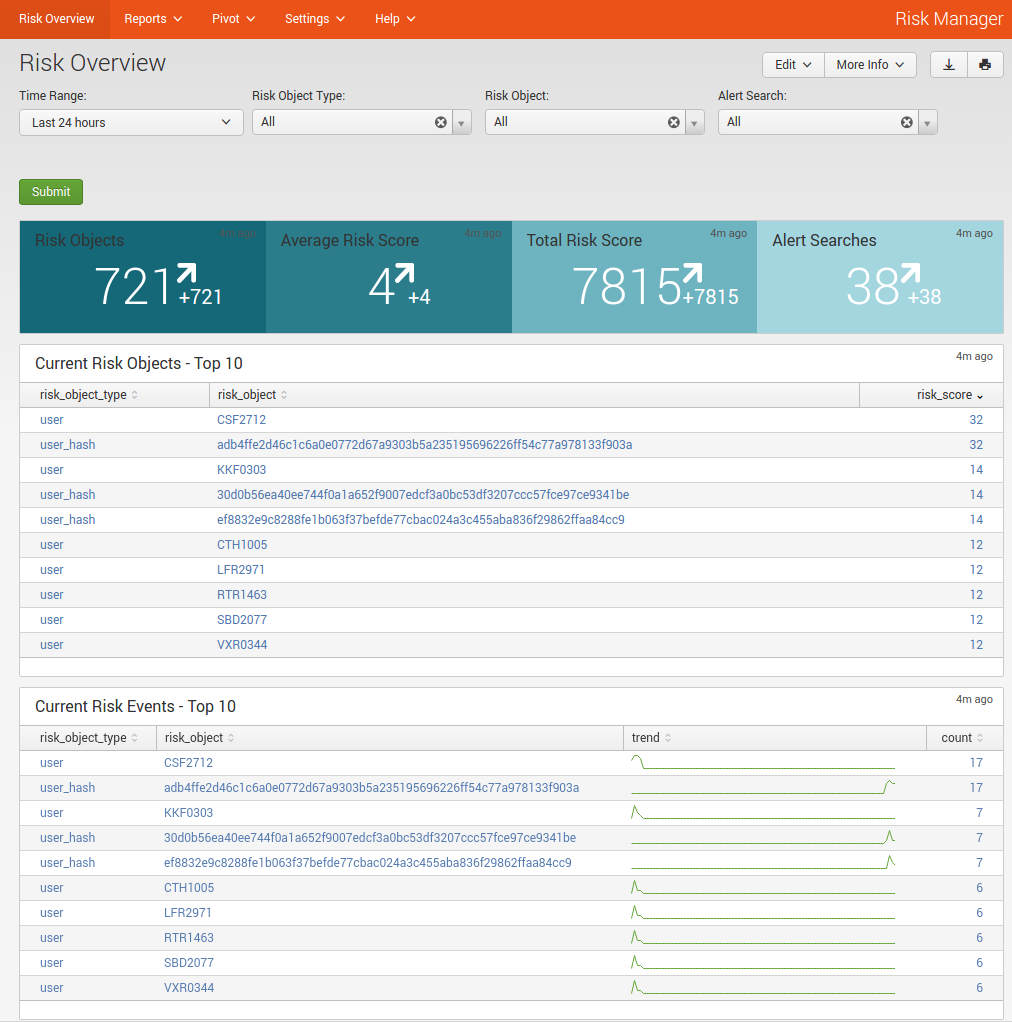 Risk Overview Reports Pivot Settings Help Risk Manager
Risk Overview Edit More Info
Time Range: Risk Object Type: Risk Object: Alert Search:
Last 24 hours All All All
Submit
Risk Objects 4m ago Average Risk Score 4m ago Total Risk Score 4m ago Alert Searches 4m ago
721 +721 4 +4 7815 +7815 38 +38
Current Risk Objects - Top 10 4m ago
risk_object_type risk_object risk_score
user CSF2712 32
user_hash adb4ffe2d46c1c6a0e0772d67a9303b5a235195696226ff54c77a978133f903a 32
user KKF0303 14
user_hash 30d0b56ea40ee744f0a1a652f9007edcf3a0bc53df3207ccc57fce97ce9341be 14
user_hash ef8832e9c8288fe1b063f37befde77cbac024a3c455aba836f29862ffaa84cc9 14
user CTH1005 12
user LFR2971 12
user RTR1463 12
user SBD2077 12
user VXR0344 12
Current Risk Events - Top 10 4m ago
risk_object_type risk_object trend count
user CSF2712 17
user_hash adb4ffe2d46c1c6a0e0772d67a9303b5a235195696226ff54c77a978133f903a 17
user KKF0303 7
user_hash 30d0b56ea40ee744f0a1a652f9007edcf3a0bc53df3207ccc57fce97ce9341be 7
user_hash ef8832e9c8288fe1b063f37befde77cbac024a3c455aba836f29862ffaa84cc9 7
user CTH1005 6
user LFR2971 6
user RTR1463 6
user SBD2077 6
user VXR0344 6